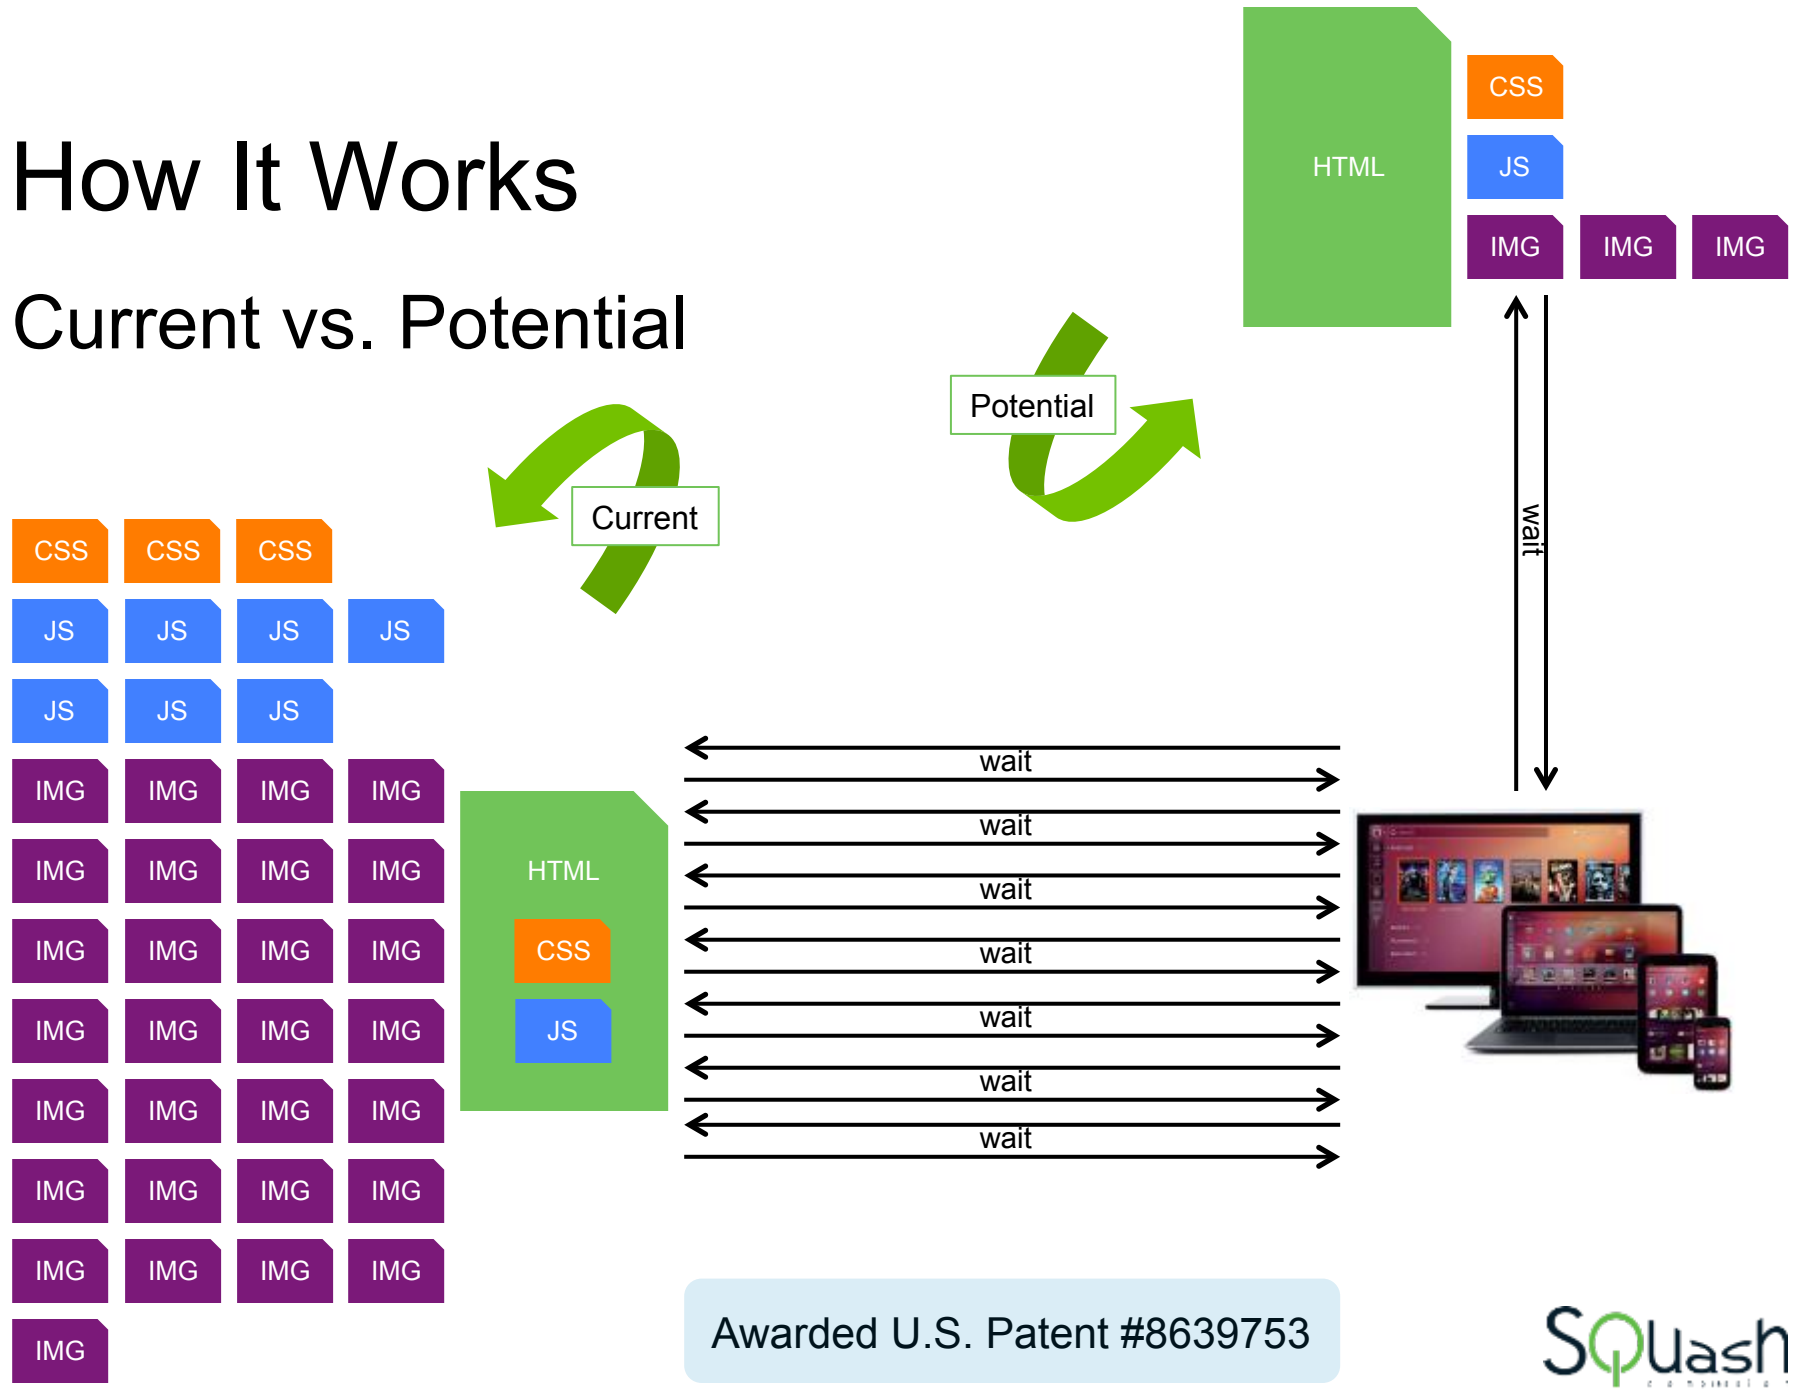 How It Works
Current vs. Potential
HTML
CSS
JS
IMG IMG IMG
Potential
Current
wait
CSS CSS CSS
JS JS JS JS
JS JS JS
IMG IMG IMG IMG
IMG IMG IMG IMG
IMG IMG IMG IMG
IMG IMG IMG IMG
IMG IMG IMG IMG
IMG IMG IMG IMG
IMG IMG IMG IMG
IMG
HTML
CSS
JS
wait
wait
wait
wait
wait
wait
wait
Awarded U.S. Patent #8639753
SQUash